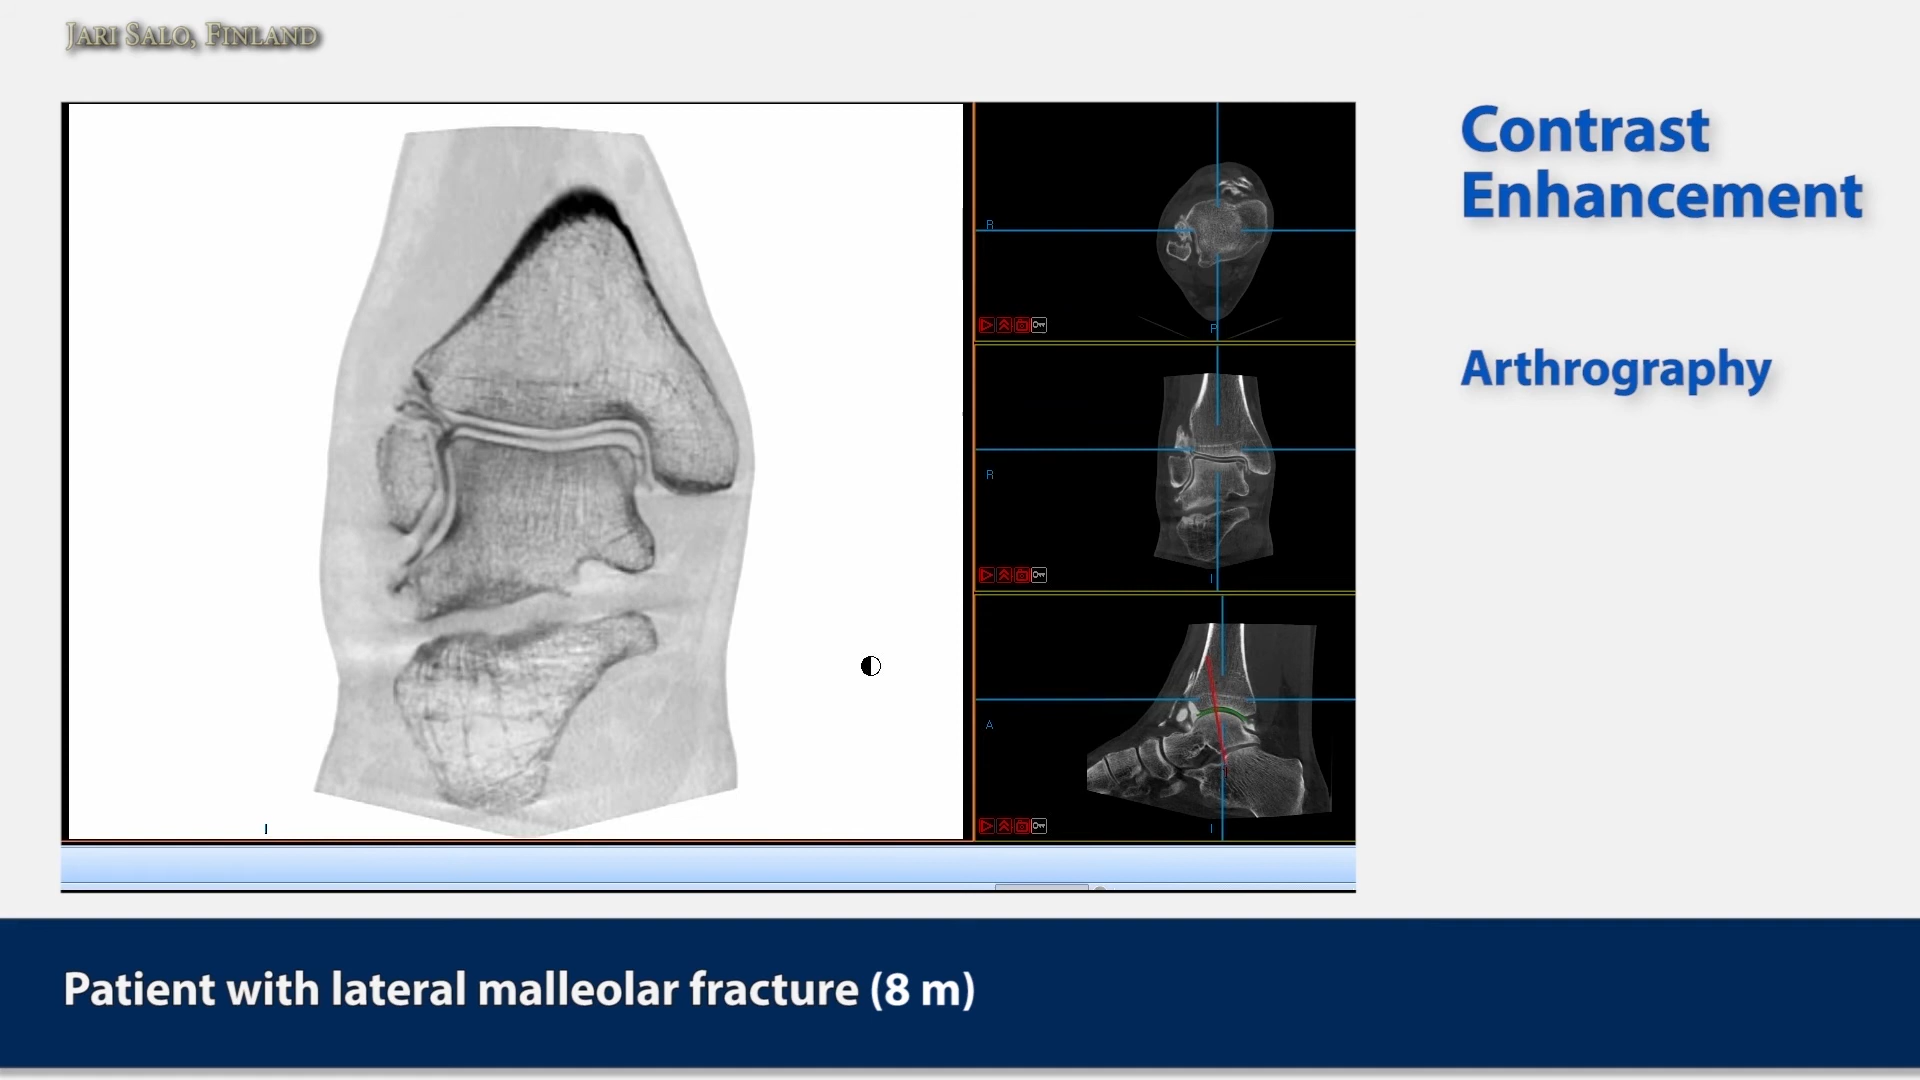 JARI SALO, FINLAND
Contrast
Enhancement
Arthrography
R
P
R
I
A
I
I
Patient with lateral malleolar fracture (8 m)